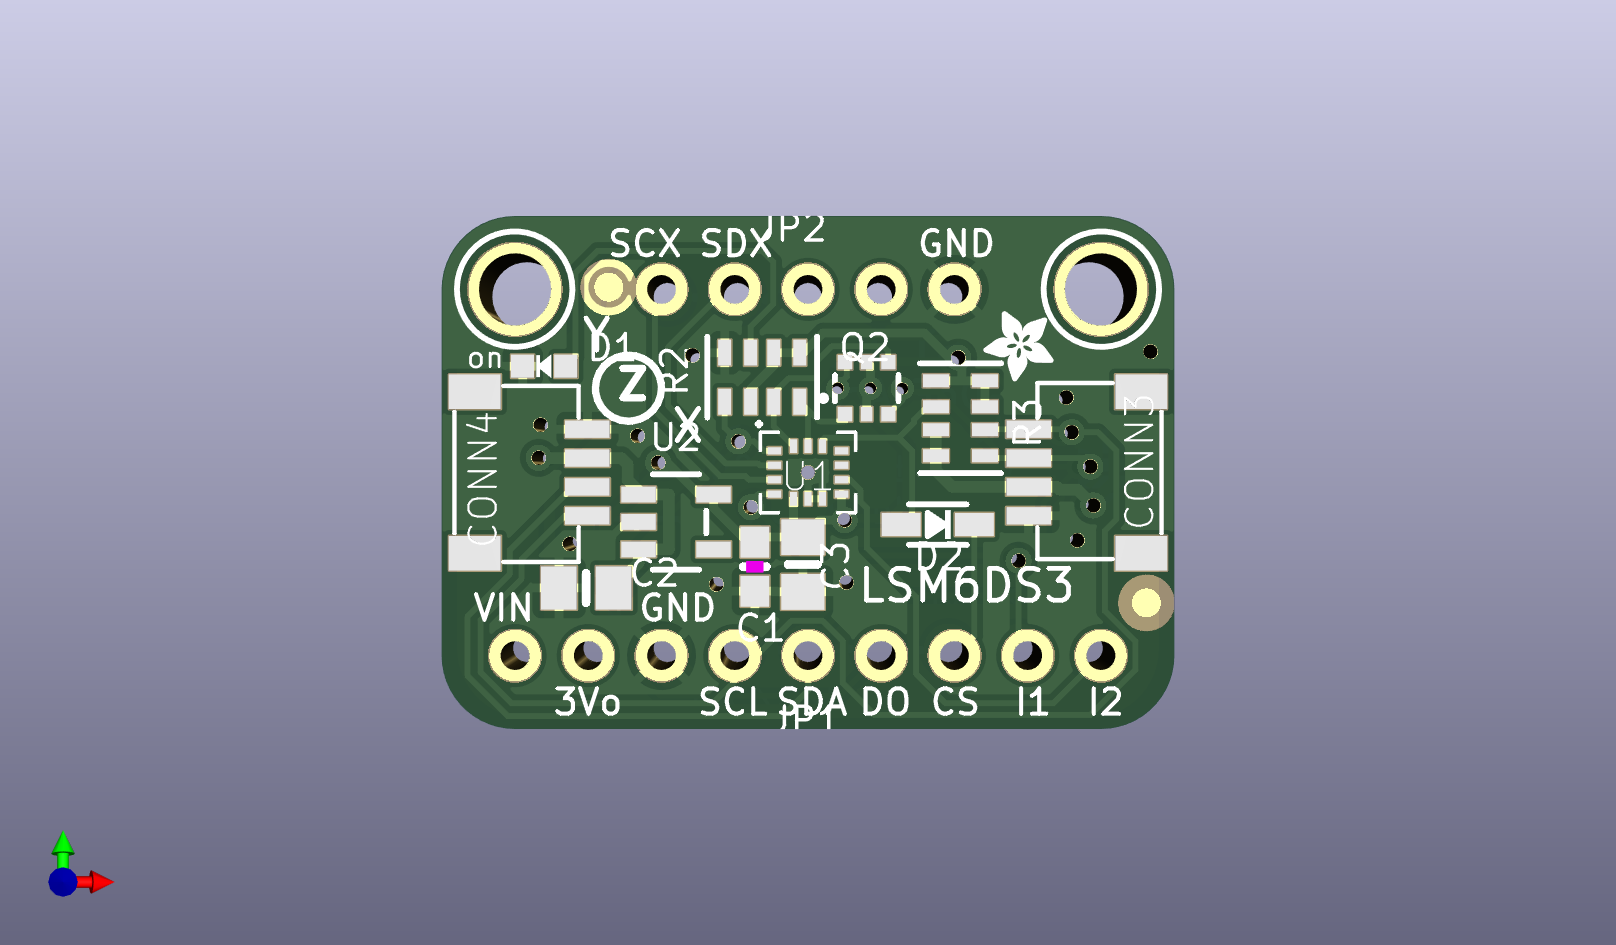 JP2
SCX SDX GND
Y
D1
Q2
on
R2
Z
X
U2
R3
CONN4
CONN3
U1
C3
D2
C2
LSM6DS3
VIN GND
C1
3Vo SCL SDA DO CS I1 I2
JP1